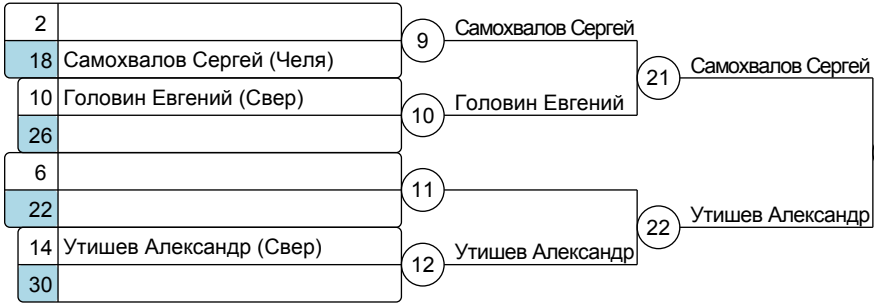 2
9
Самохвалов Сергей
18 Самохвалов Сергей (Челя)
21
Самохвалов Сергей
10 Головин Евгений (Свер)
10
Головин Евгений
26
6
11
22
22
Утишев Александр
14 Утишев Александр (Свер)
12
Утишев Александр
30